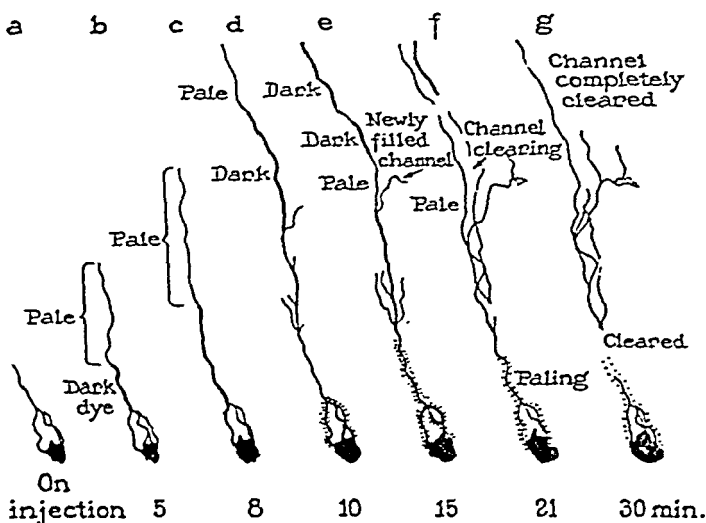 a b c d e f g
Pale
Dark
Dark
Dark
Newly
filled
channel
Pale
Channel
clearing
Channel
completely
cleared
Pale
Pale
Pale
Dark
dye
Paling
Cleared
On
injection 5 8 10 15 21 30 min.